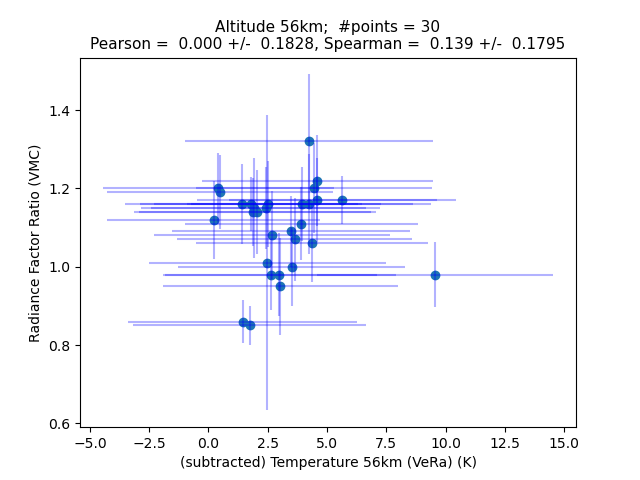 Altitude 56km;  #points = 30
Pearson =  0.000 +/-  0.1828, Spearman =  0.139 +/-  0.1795
Radiance Factor Ratio (VMC)
1.4
1.2
1.0
0.8
0.6
−5.0 −2.5 0.0 2.5 5.0 7.5 10.0 12.5 15.0
(subtracted) Temperature 56km (VeRa) (K)